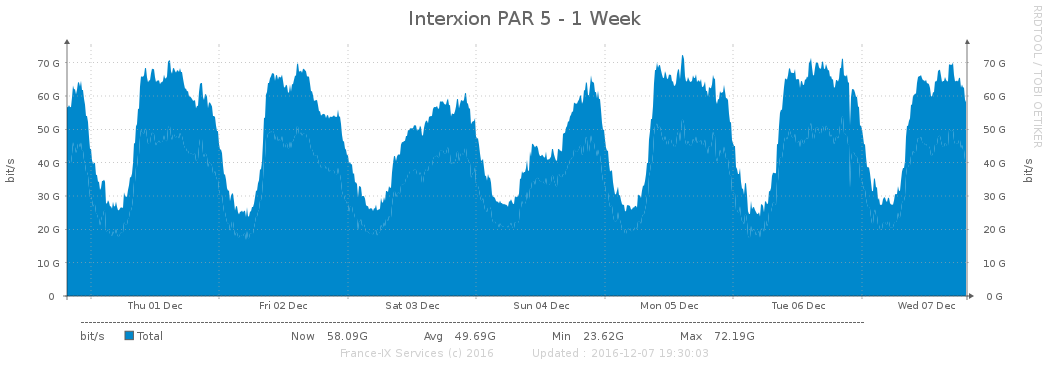 Interxion PAR 5 - 1 Week
RRDTOOL / TOBI OETIKER
bit/s
70 G
60 G
50 G
40 G
30 G
20 G
10 G
0
70 G
60 G
50 G
40 G
30 G
20 G
10 G
0 G
bit/s
Thu 01 Dec Fri 02 Dec Sat 03 Dec Sun 04 Dec Mon 05 Dec Tue 06 Dec Wed 07 Dec
bit/s Total Now 58.09G Avg 49.69G Min 23.62G Max 72.19G
France-IX Services (c) 2016 Updated : 2016-12-07 19:30:03